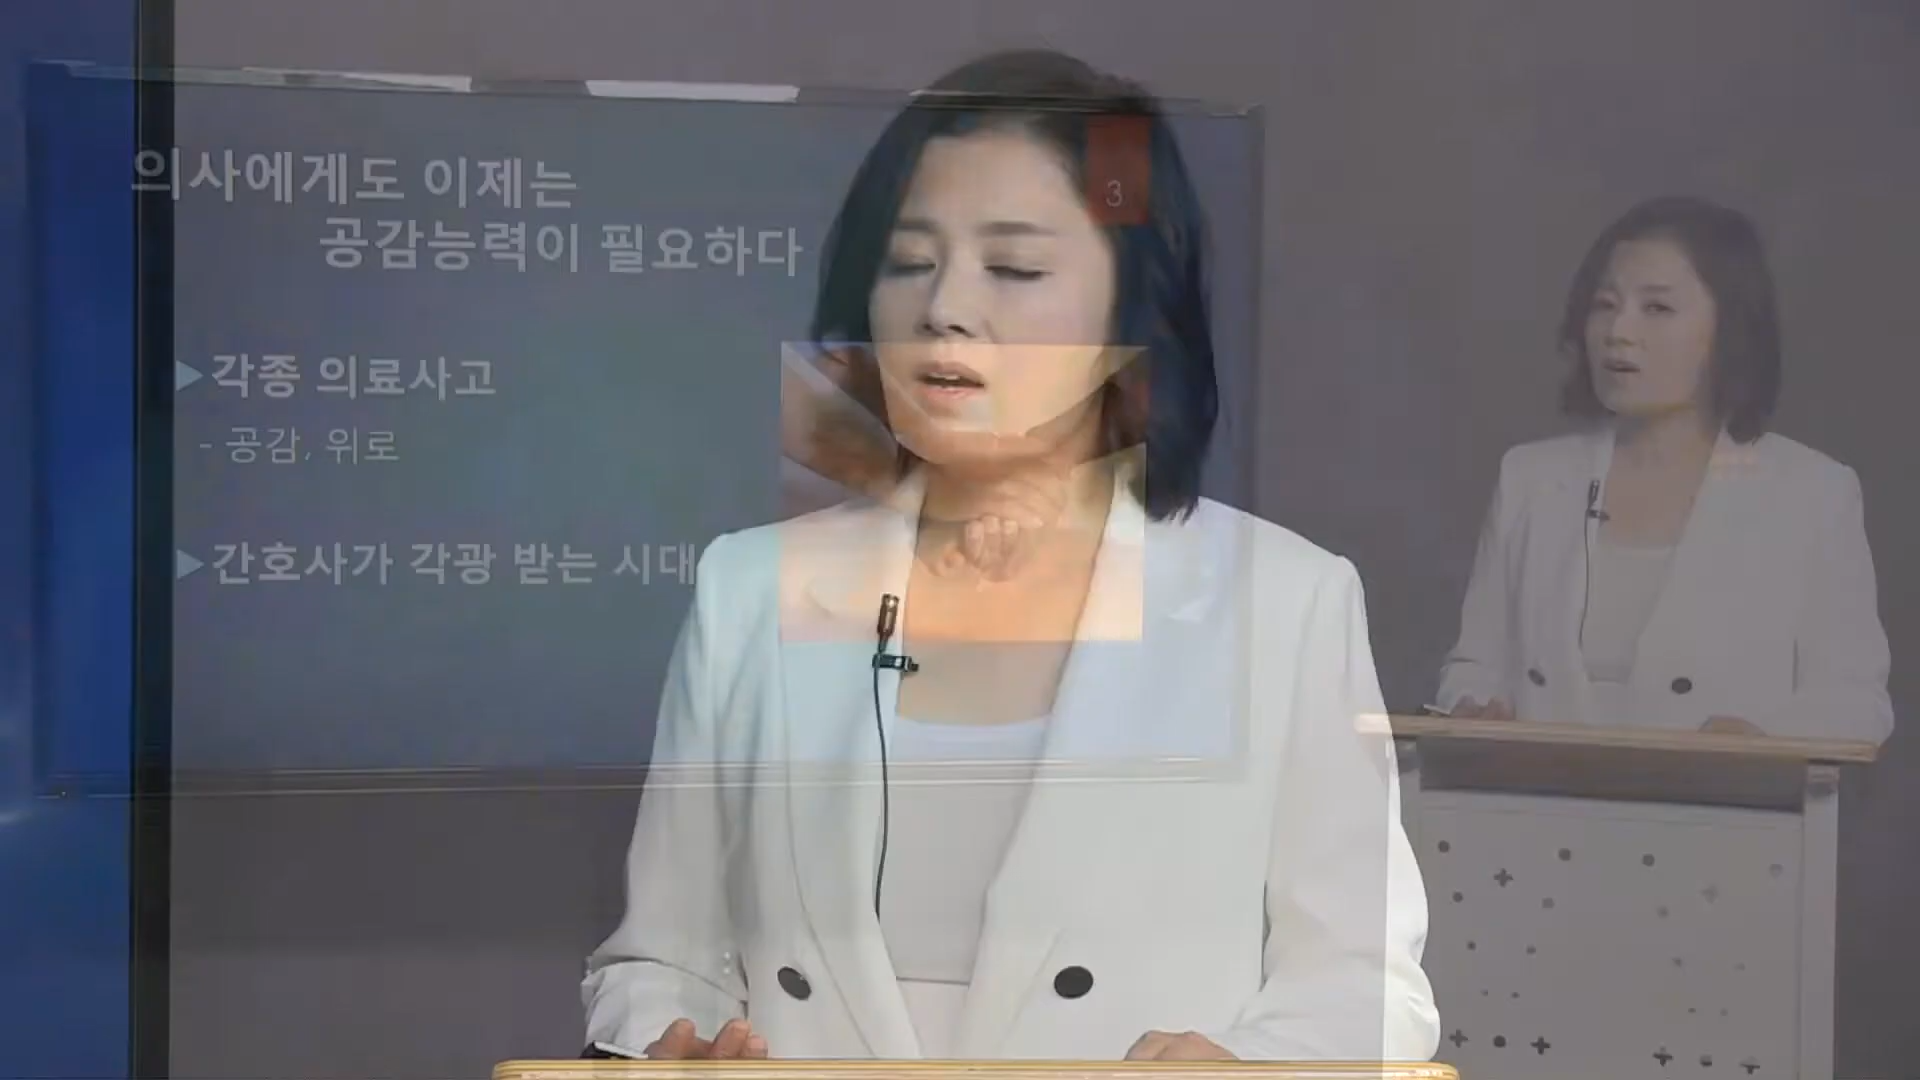 의사에게도 이제는
공감능력이 필요하다
3
▶각종 의료사고
- 공감, 위로
▶간호사가 각광 받는 시대